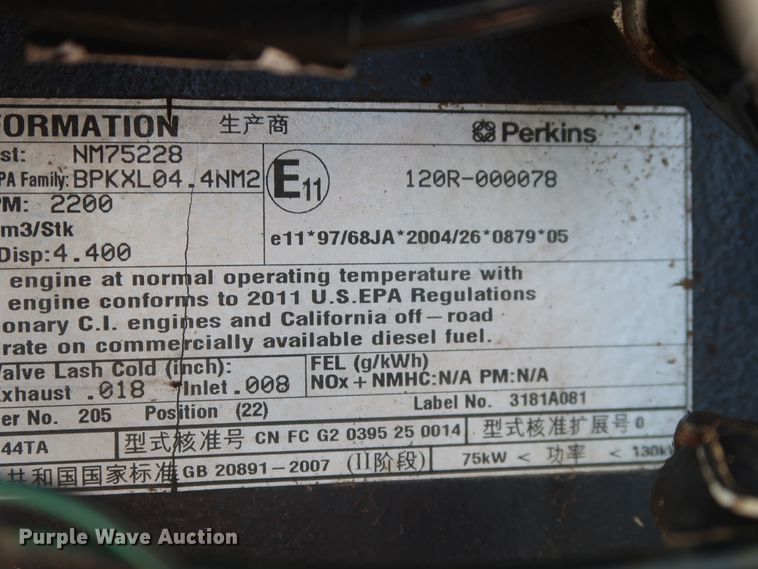 FORMATION 生产商 Perkins
st: NM75228
PA Family: BPKXL04.4NM2 E11 120R-000078
PM: 2200
m3/Stk e11*97/68JA*2004/26*0879*05
Disp: 4.400
engine at normal operating temperature with
engine conforms to 2011 U.S.EPA Regulations
onary C.I. engines and California off-road
rate on commercially available diesel fuel.
Valve Lash Cold (inch): FEL (g/kWh)
Exhaust .018 Inlet .008 NOx + NMHC:N/A PM:N/A
er No. 205 Position (22) Label No. 3181A081
44TA 型式核准号 CN FC G2 0395 25 0014 型式核准扩展号 0
共和国国家标准 GB 20891-2007 (II阶段) 75kW < 功率 < 130k
Purple Wave Auction